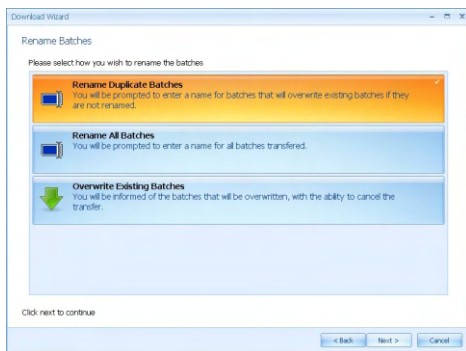 Download Wizard
Rename Batches
Please select how you wish to rename the batches
Rename Duplicate Batches
You will be prompted to enter a name for batches that will overwrite existing batches if they
are not renamed.
Rename All Batches
You will be prompted to enter a name for all batches transfered.
Overwrite Existing Batches
You will be informed of the batches that will be overwritten, with the ability to cancel the
transfer.
Click next to continue
< Back Next > Cancel